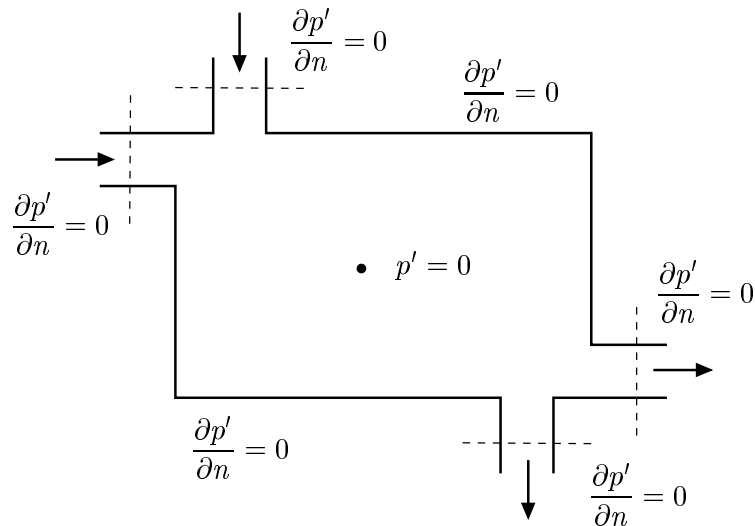 ∂p′/∂n = 0
∂p′/∂n = 0
∂p′/∂n = 0
p′ = 0
∂p′/∂n = 0
∂p′/∂n = 0
∂p′/∂n = 0